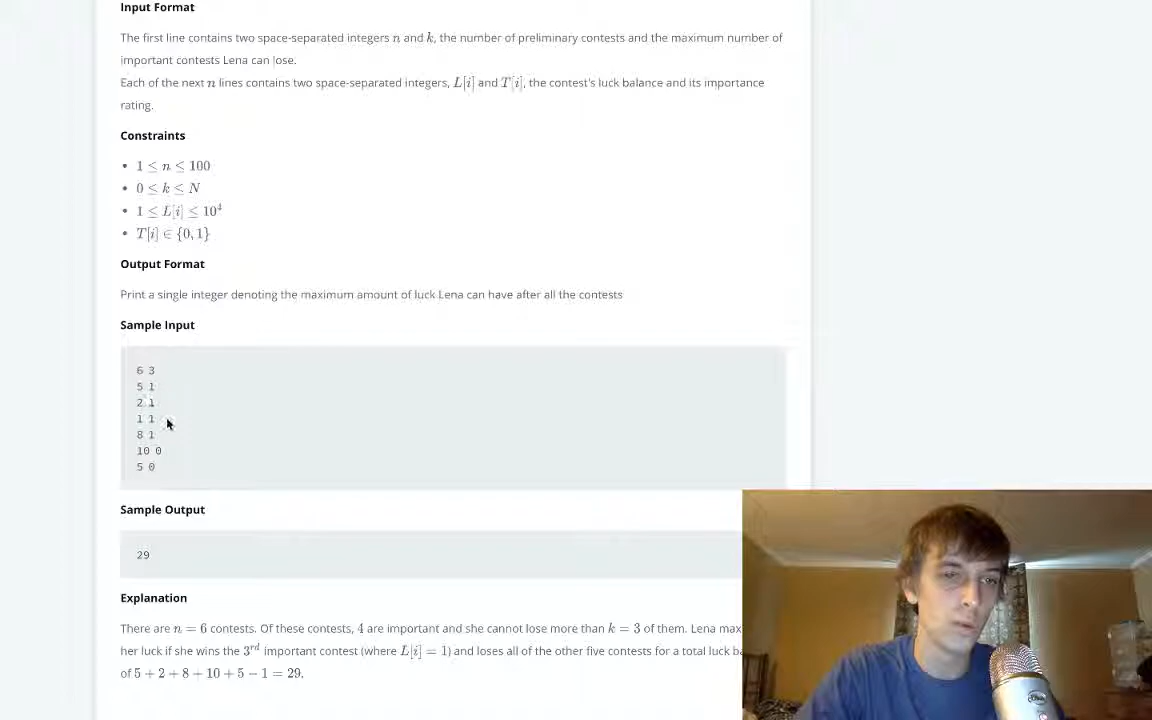 Input Format
The first line contains two space-separated integers n and k, the number of preliminary contests and the maximum number of
important contests Lena can lose.
Each of the next n lines contains two space-separated integers, L[i] and T[i], the contest's luck balance and its importance
rating.
Constraints
• 1 ≤ n ≤ 100
• 0 ≤ k ≤ N
• 1 ≤ L[i] ≤ 10⁴
• T[i] ∈ {0, 1}
Output Format
Print a single integer denoting the maximum amount of luck Lena can have after all the contests
Sample Input
6 3
5 1
2 1
1 1
8 1
10 0
5 0
Sample Output
29
Explanation
There are n = 6 contests. Of these contests, 4 are important and she cannot lose more than k = 3 of them. Lena max
her luck if she wins the 3ʳᵈ important contest (where L[i] = 1) and loses all of the other five contests for a total luck ba
of 5 + 2 + 8 + 10 + 5 − 1 = 29.